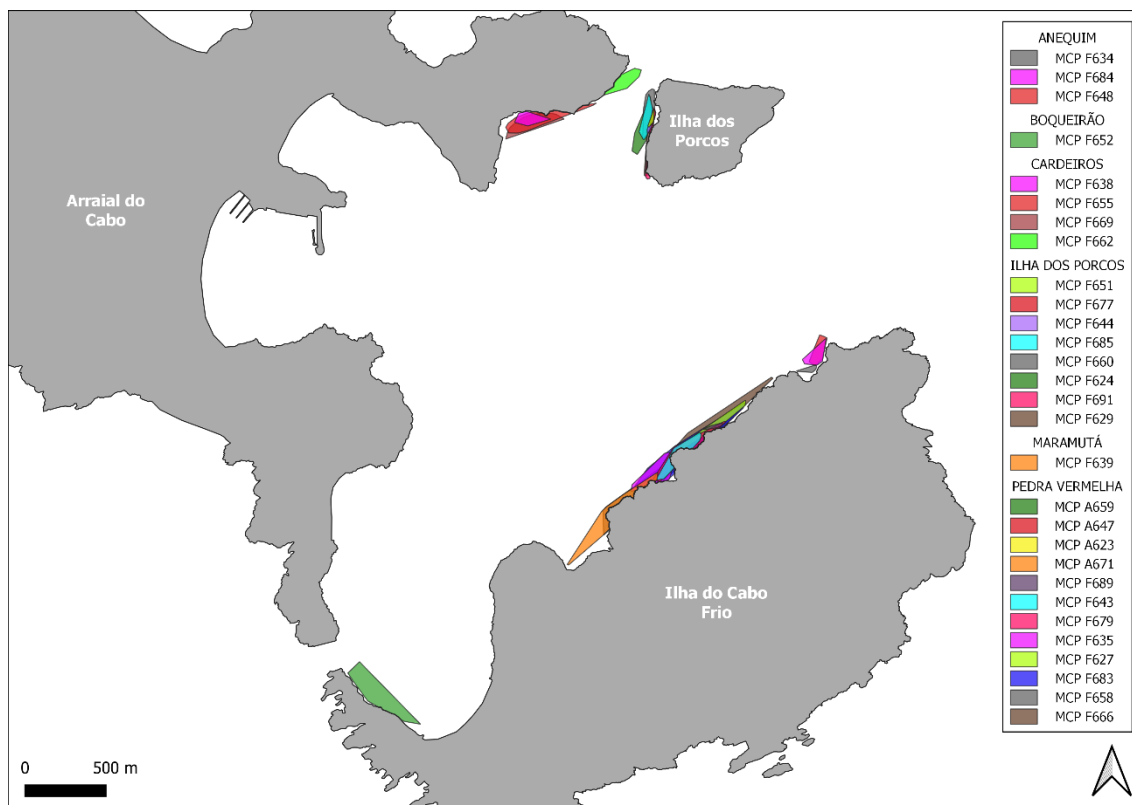 Arraial do
Cabo
Ilha dos
Porcos
Ilha do Cabo
Frio
0 500 m
ANEQUIM
MCP F634
MCP F684
MCP F648
BOQUEIRÃO
MCP F652
CARDEIROS
MCP F638
MCP F655
MCP F669
MCP F662
ILHA DOS PORCOS
MCP F651
MCP F677
MCP F644
MCP F685
MCP F660
MCP F624
MCP F691
MCP F629
MARAMUTÁ
MCP F639
PEDRA VERMELHA
MCP A659
MCP A647
MCP A623
MCP A671
MCP F689
MCP F643
MCP F679
MCP F635
MCP F627
MCP F683
MCP F658
MCP F666